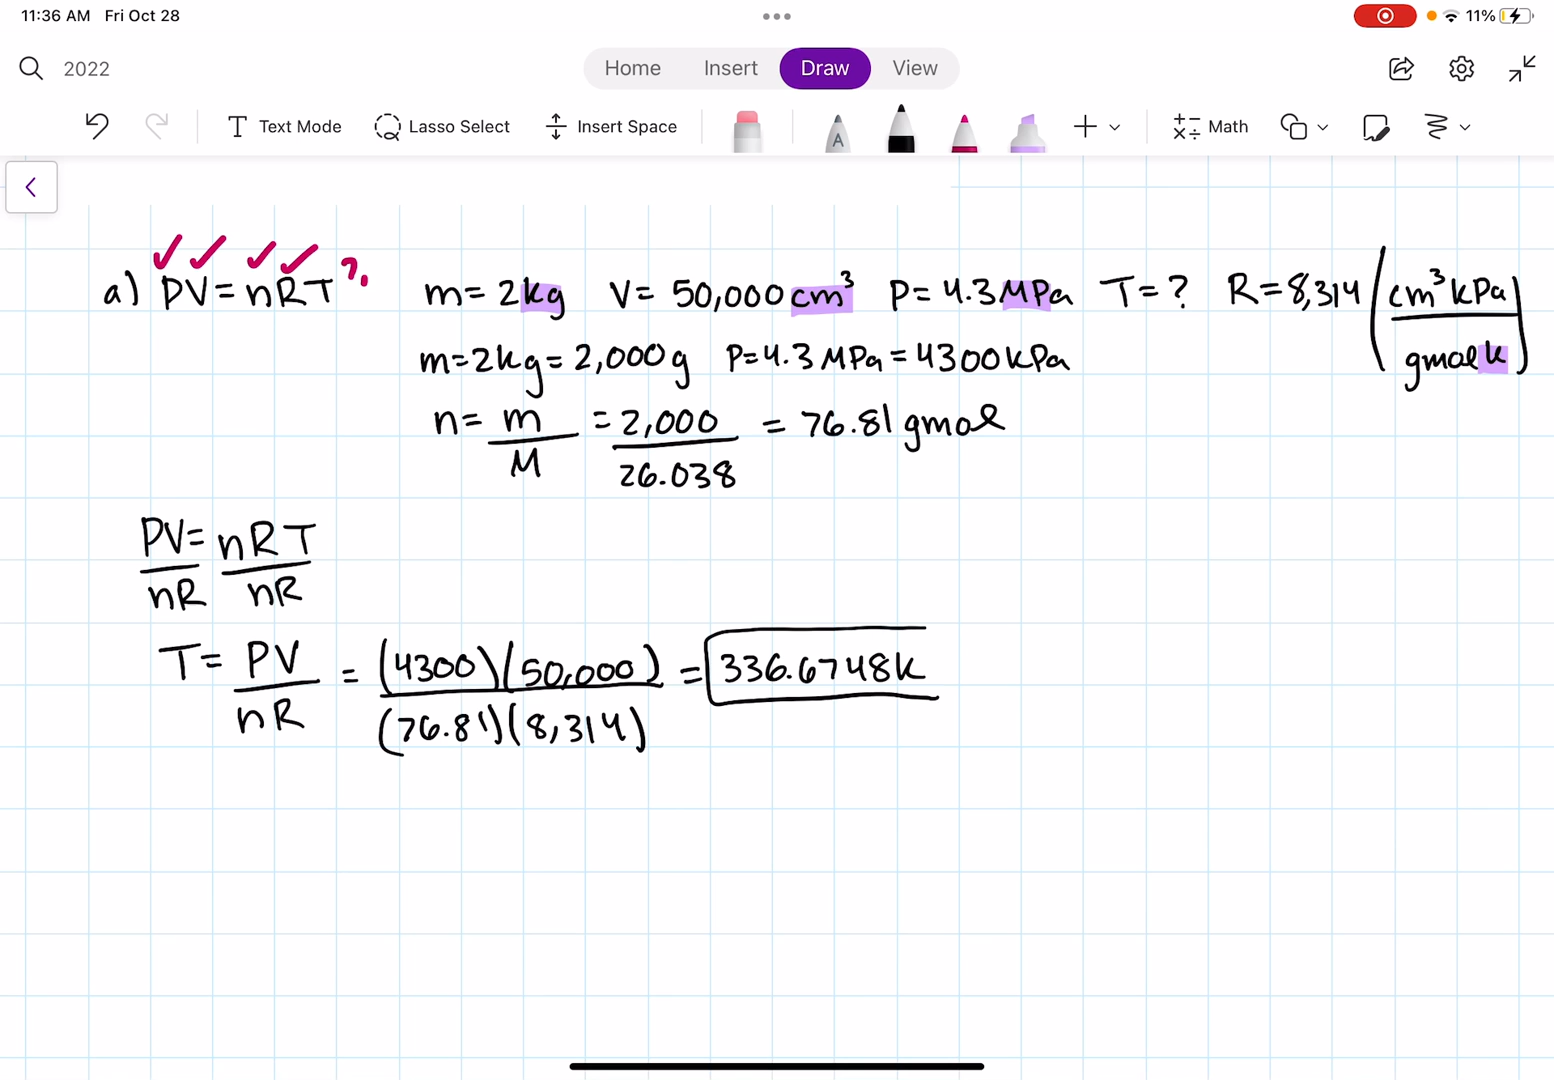 11:36 AM Fri Oct 28
11%
2022
Home Insert Draw View
Text Mode Lasso Select Insert Space A Math
a) PV = nRT ?
m = 2kg V = 50,000 cm³ P = 4.3 MPa T = ? R = 8,314 (cm³ kPa / gmol k)
m = 2kg = 2,000 g P = 4.3 MPa = 4300 kPa
n = m / M = 2,000 / 26.038 = 76.81 gmol
PV / nR = nRT / nR
T = PV / nR = (4300)(50,000) / (76.81)(8,314) = 336.6748 k